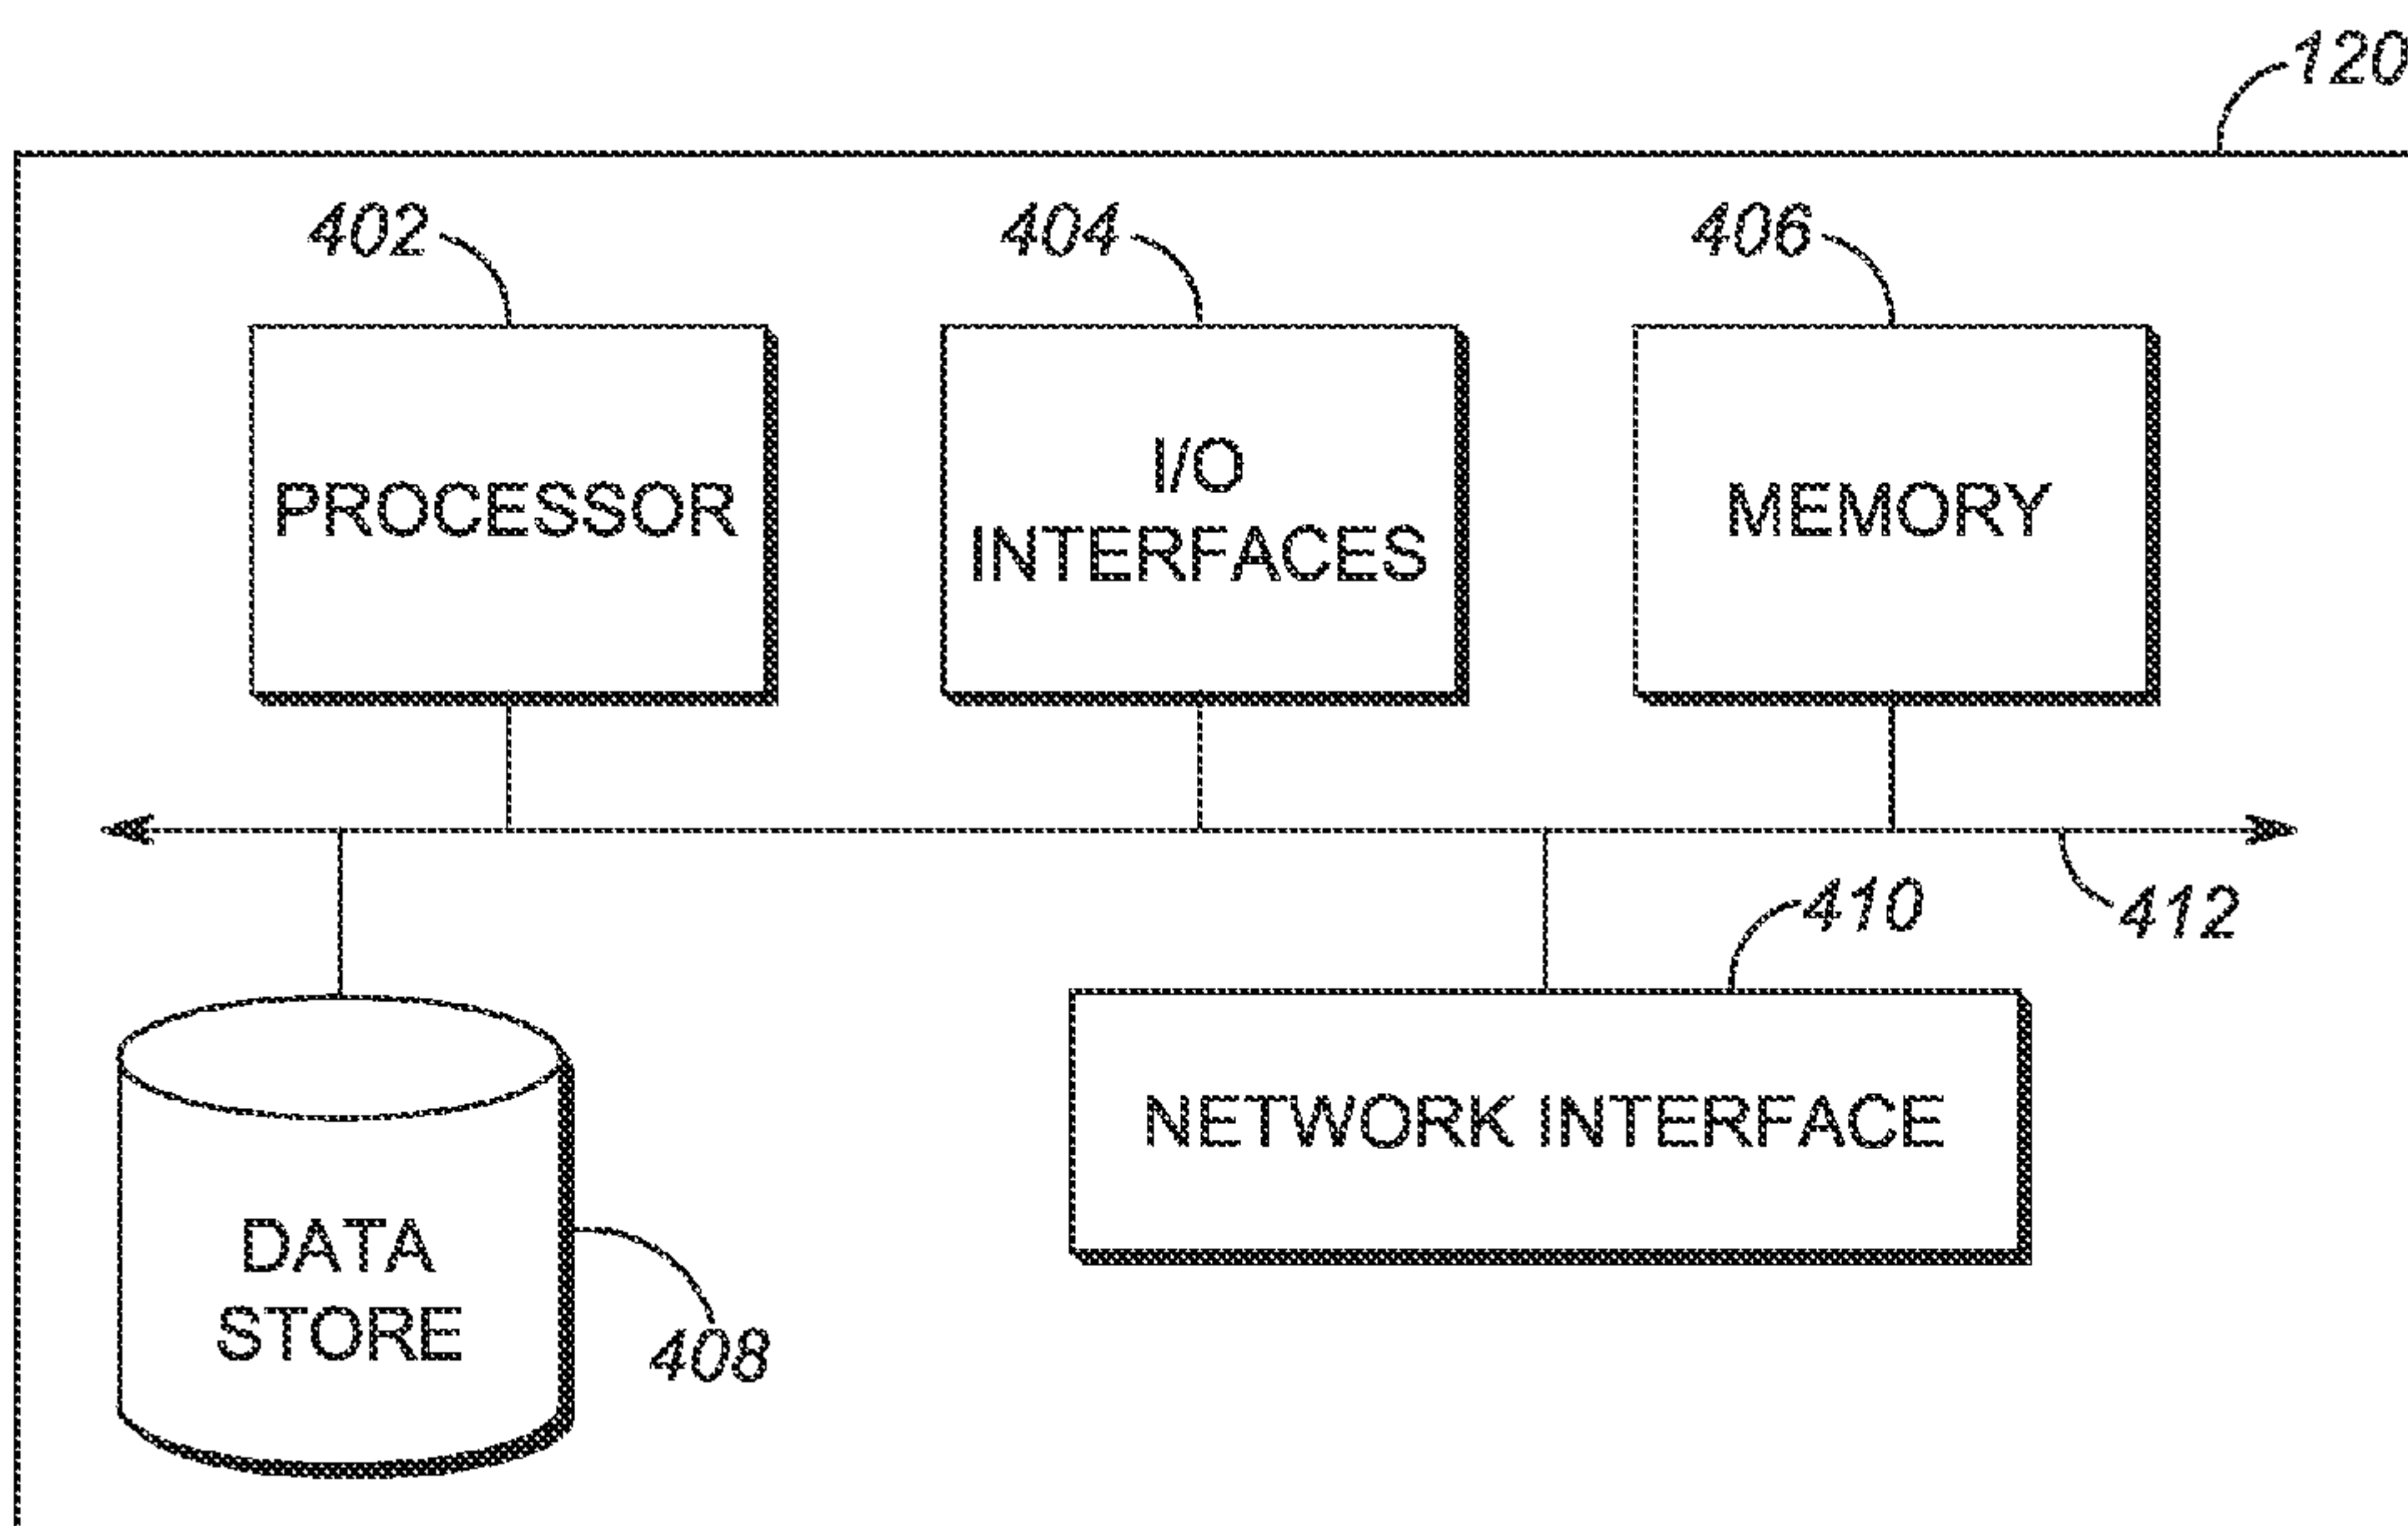 120
402
404
406
PROCESSOR
I/O
INTERFACES
MEMORY
410
412
NETWORK INTERFACE
DATA
STORE
408